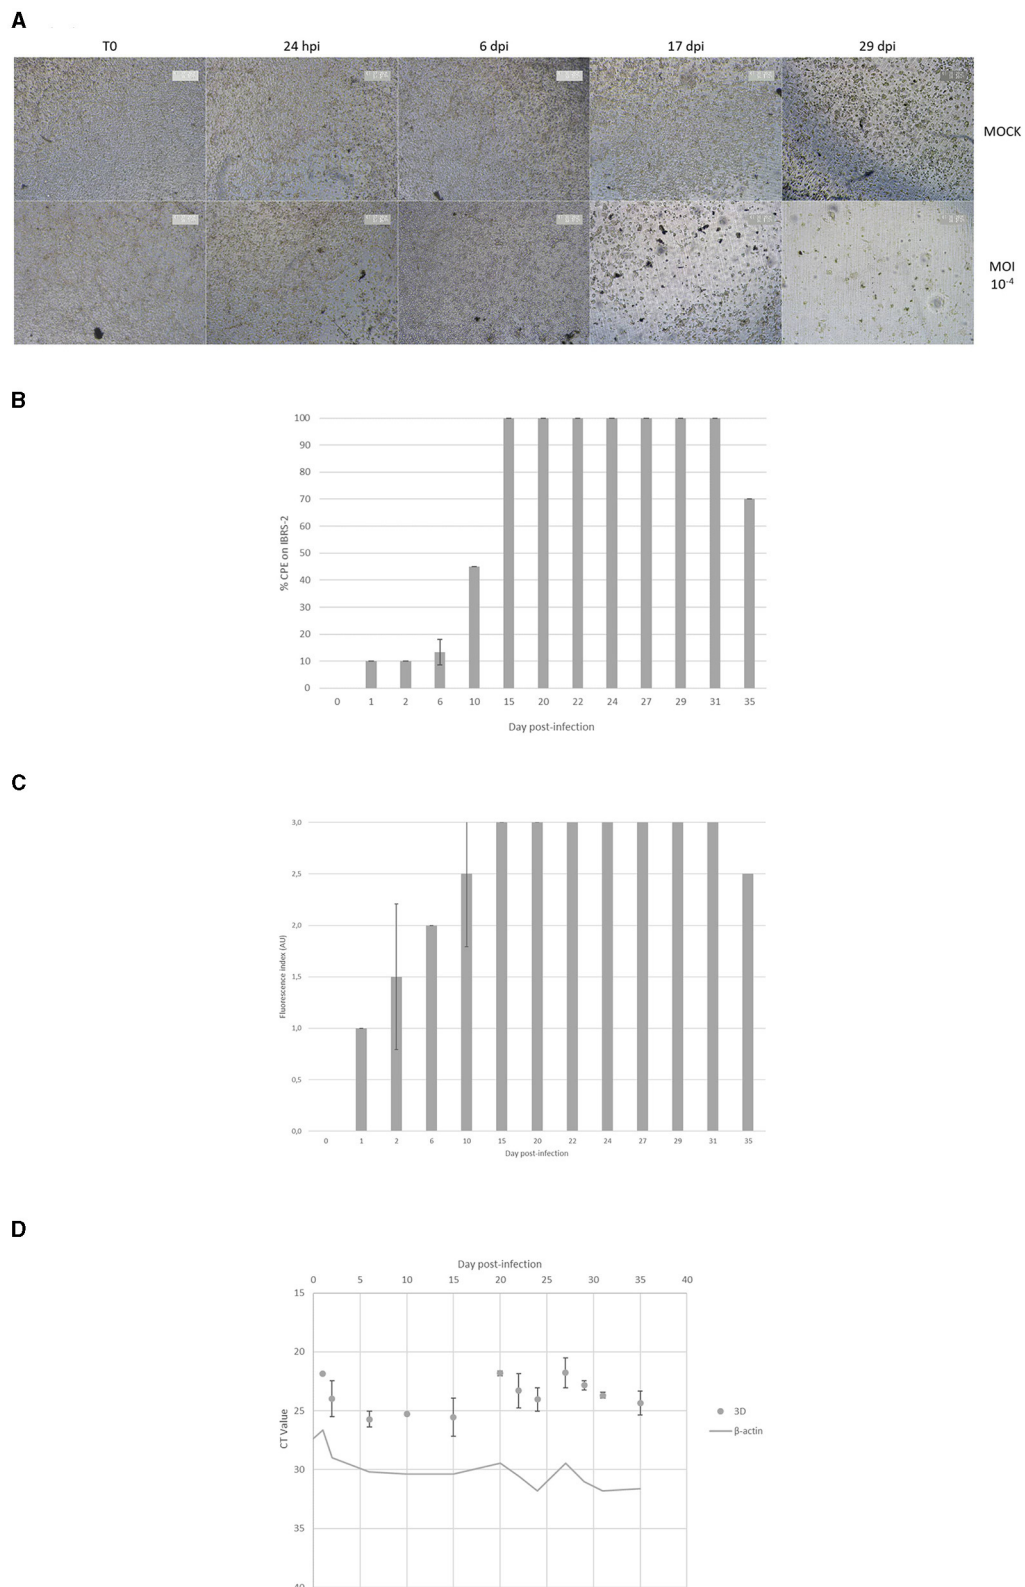 A
T0 24 hpi 6 dpi 17 dpi 29 dpi
MOCK
MOI
10-4
B
100
90
80
70
60
50
40
30
20
10
0
% CPE on IBRS-2
0 1 2 6 10 15 20 22 24 27 29 31 35
Day post-infection
C
3,0
2,5
2,0
1,5
1,0
0,5
0,0
Fluorescence index (AU)
0 1 2 6 10 15 20 22 24 27 29 31 35
Day post-infection
D
Day post-infection
0 5 10 15 20 25 30 35 40
15
20
25
30
35
40
CT Value
3D
β-actin